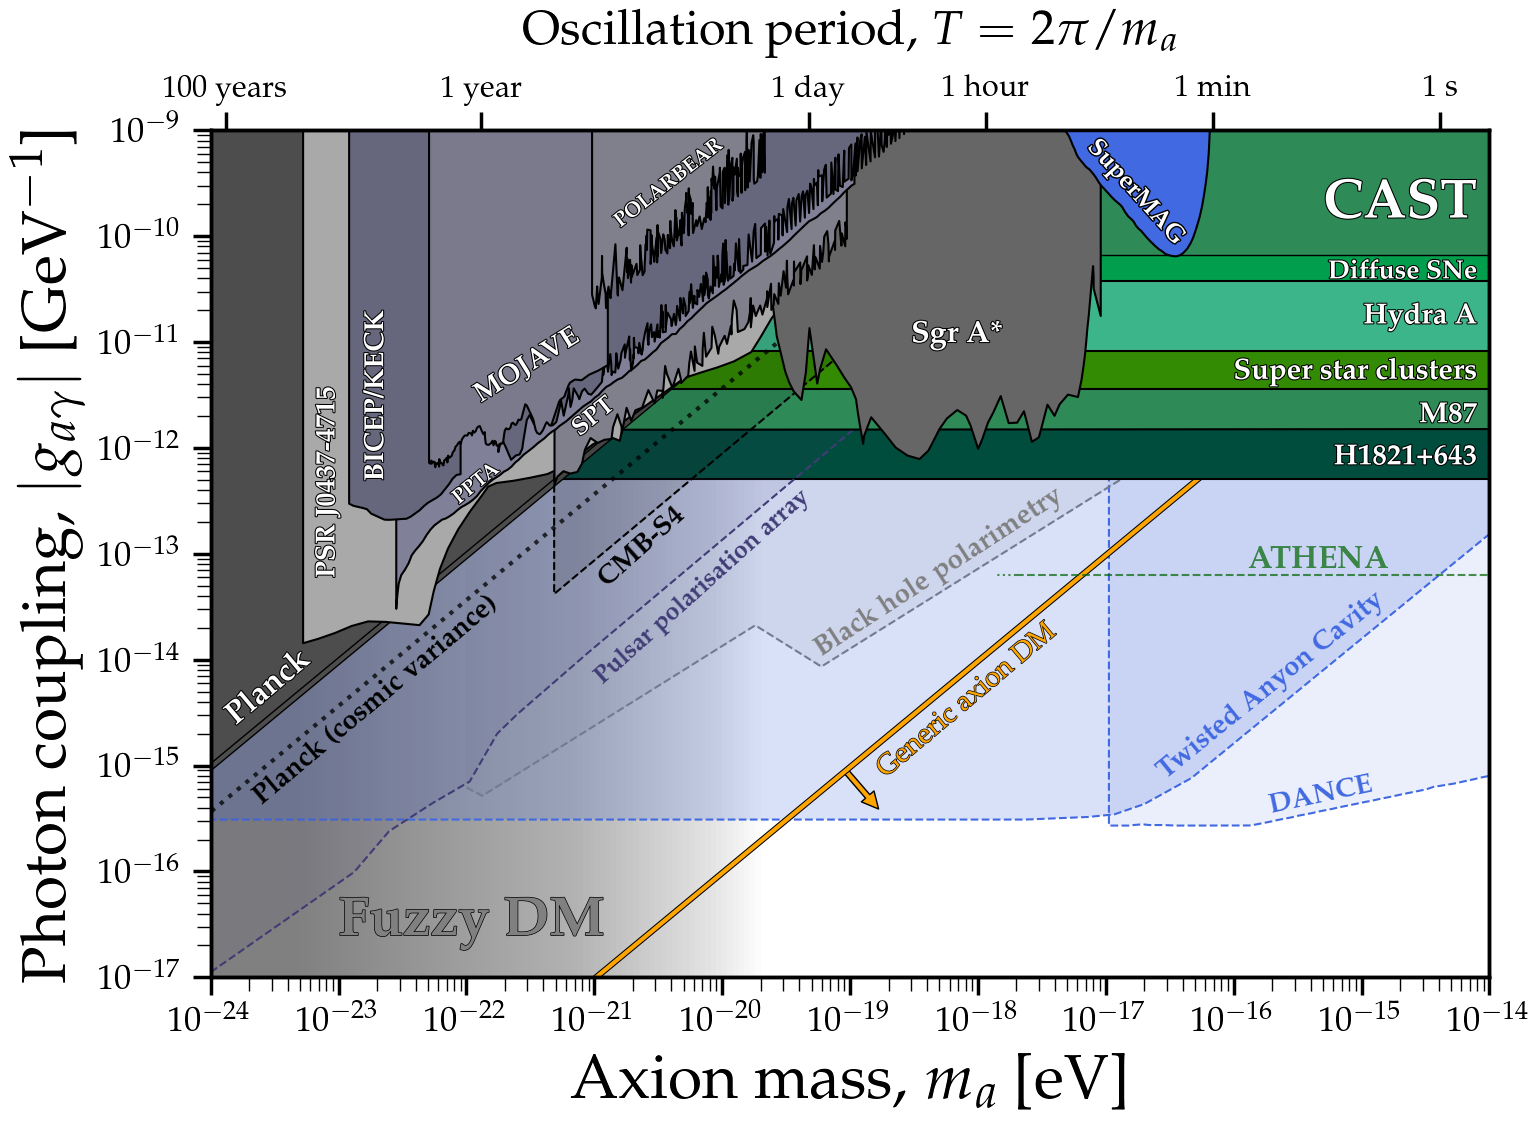 Oscillation period, T = 2π/mₐ
100 years 1 year 1 day 1 hour 1 min 1 s
Photon coupling, |gₐᵧ| [GeV⁻¹]
10⁻⁹
10⁻¹⁰
10⁻¹¹
10⁻¹²
10⁻¹³
10⁻¹⁴
10⁻¹⁵
10⁻¹⁶
10⁻¹⁷
POLARBEAR
SuperMAG
CAST
Diffuse SNe
Hydra A
Sgr A*
Super star clusters
M87
H1821+643
MOJAVE
BICEP/KECK
PSR J0437-4715
SPT
PPTA
CMB-S4
Pulsar polarisation array
Black hole polarimetry
ATHENA
Planck
Planck (cosmic variance)
Generic axion DM
Twisted Anyon Cavity
DANCE
Fuzzy DM
10⁻²⁴ 10⁻²³ 10⁻²² 10⁻²¹ 10⁻²⁰ 10⁻¹⁹ 10⁻¹⁸ 10⁻¹⁷ 10⁻¹⁶ 10⁻¹⁵ 10⁻¹⁴
Axion mass, mₐ [eV]